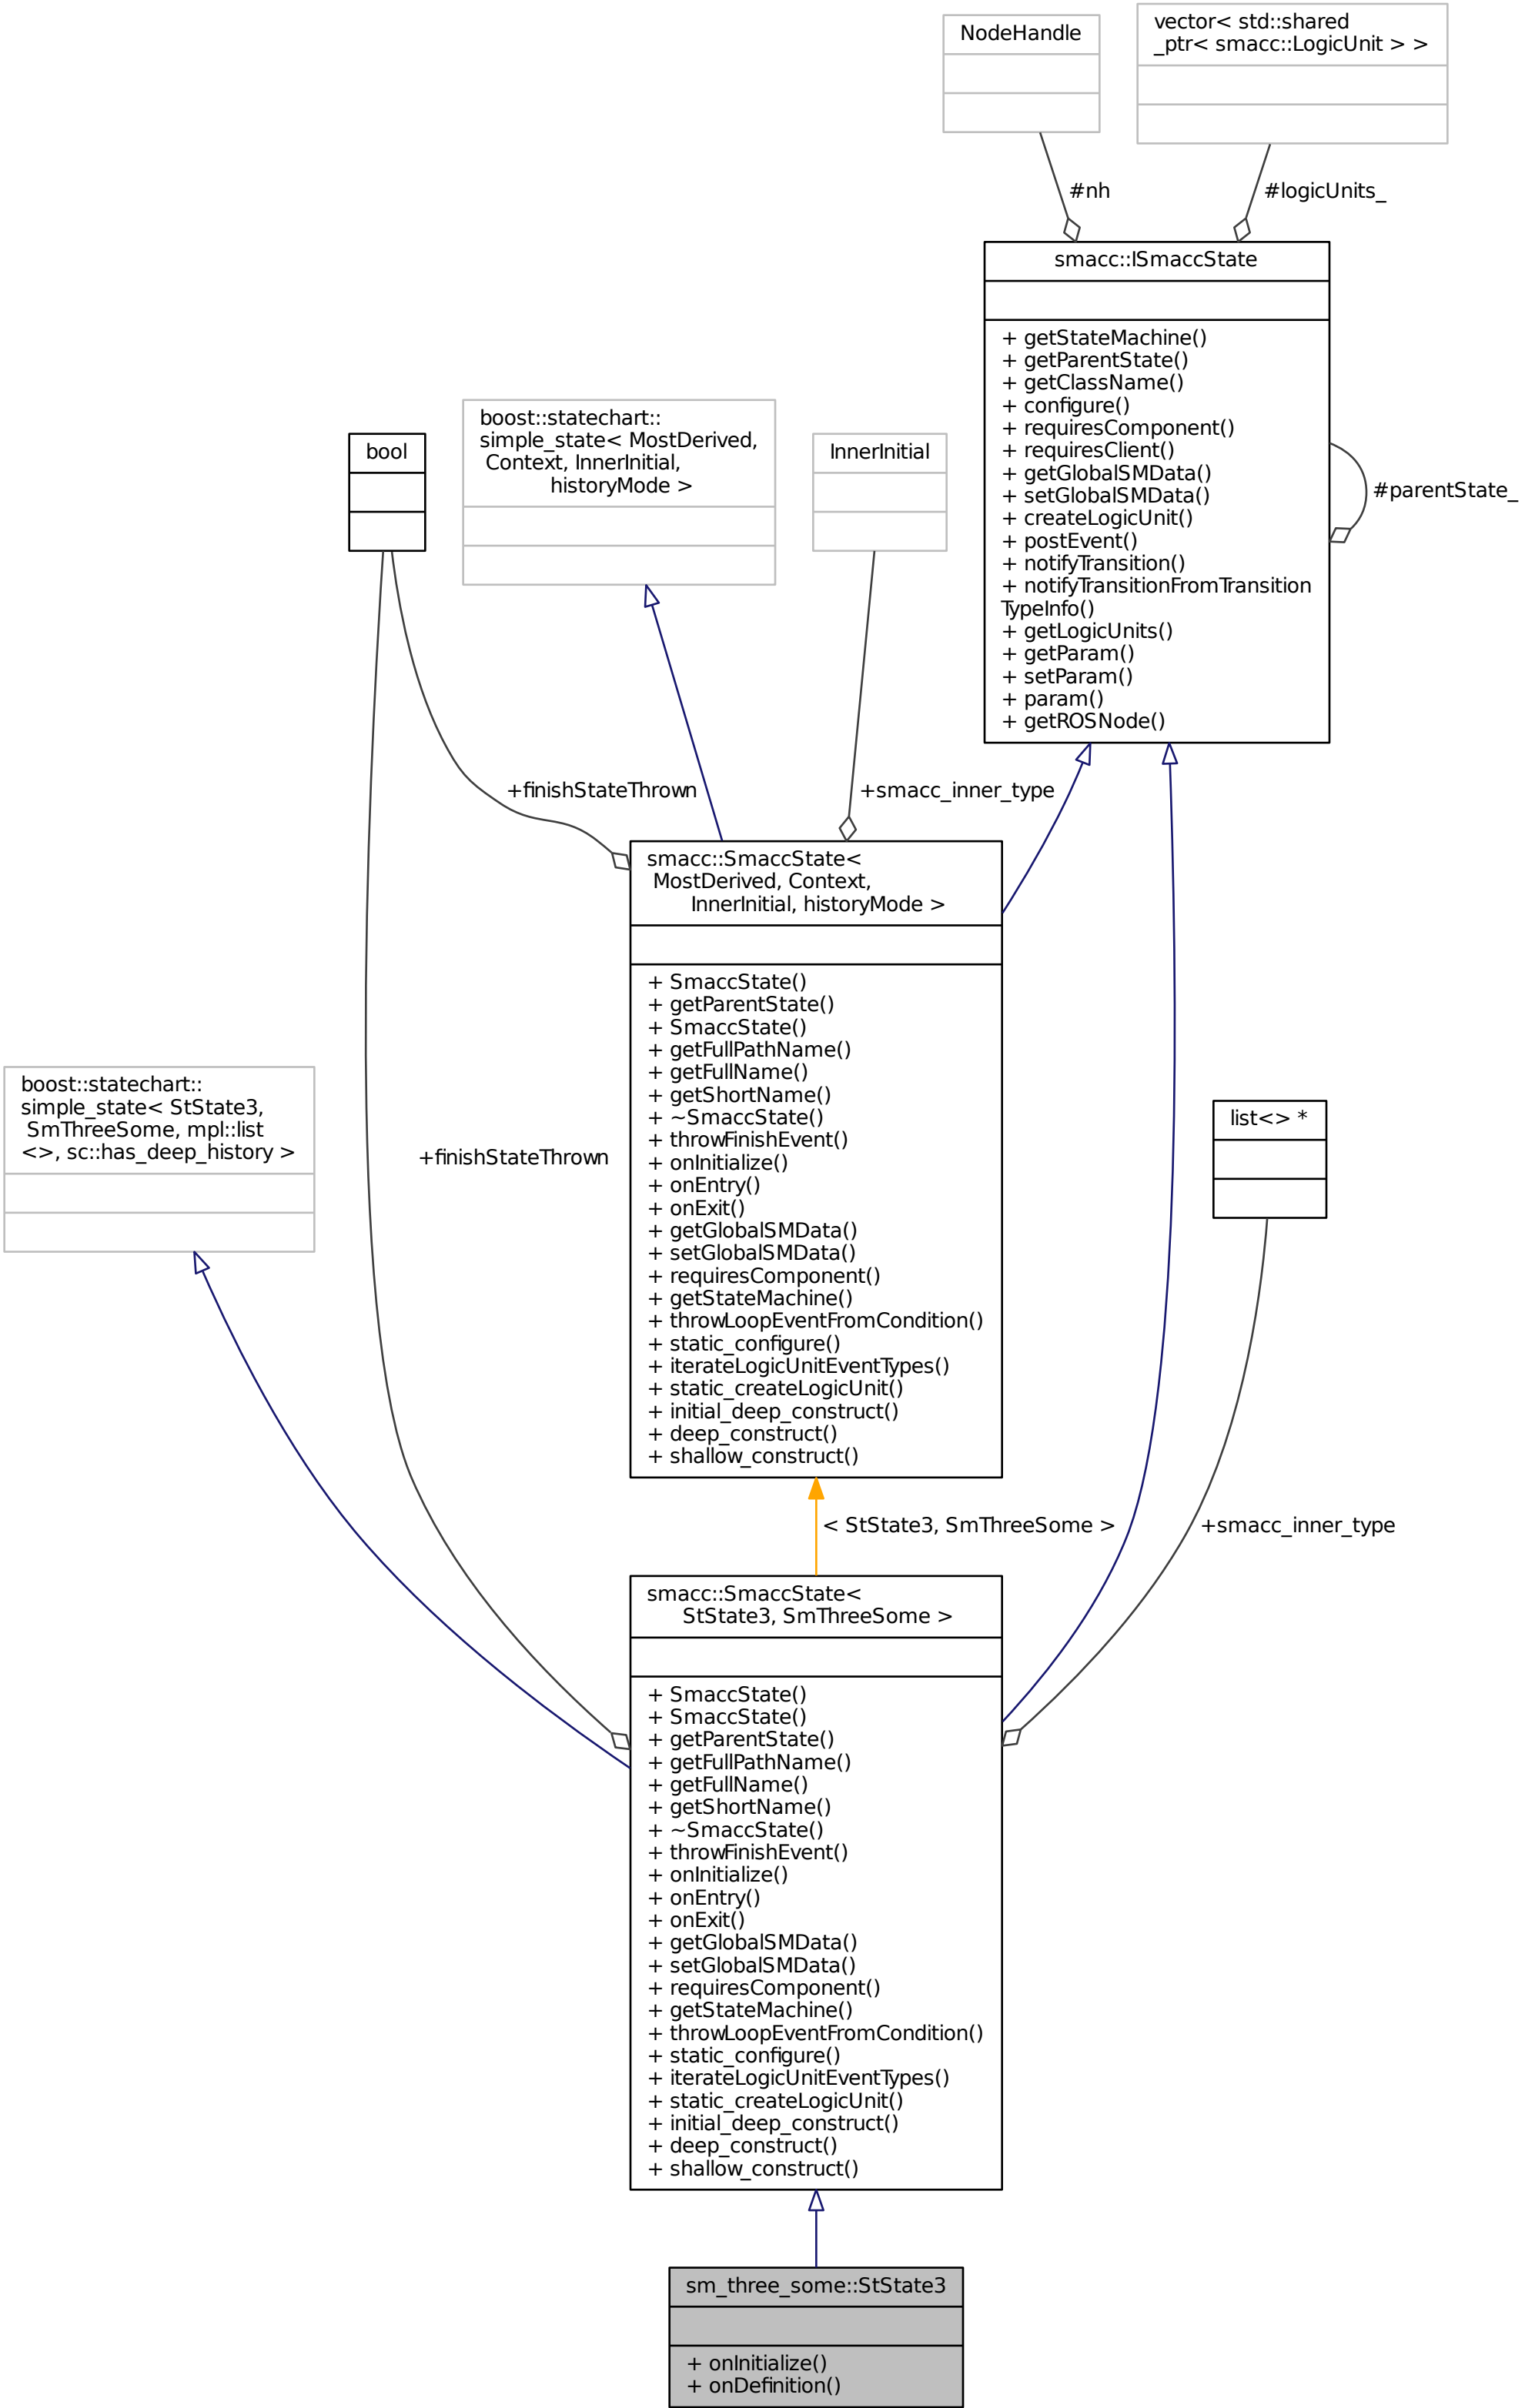 NodeHandle
vector< std::shared
_ptr< smacc::LogicUnit > >
#nh
#logicUnits_
smacc::ISmaccState
+ getStateMachine()
+ getParentState()
+ getClassName()
+ configure()
+ requiresComponent()
+ requiresClient()
+ getGlobalSMData()
+ setGlobalSMData()
+ createLogicUnit()
+ postEvent()
+ notifyTransition()
+ notifyTransitionFromTransition
TypeInfo()
+ getLogicUnits()
+ getParam()
+ setParam()
+ param()
+ getROSNode()
#parentState_
bool
boost::statechart::
simple_state< MostDerived,
Context, InnerInitial,
historyMode >
InnerInitial
+finishStateThrown
+smacc_inner_type
smacc::SmaccState<
MostDerived, Context,
InnerInitial, historyMode >
+ SmaccState()
+ getParentState()
+ SmaccState()
+ getFullPathName()
+ getFullName()
+ getShortName()
+ ~SmaccState()
+ throwFinishEvent()
+ onInitialize()
+ onEntry()
+ onExit()
+ getGlobalSMData()
+ setGlobalSMData()
+ requiresComponent()
+ getStateMachine()
+ throwLoopEventFromCondition()
+ static_configure()
+ iterateLogicUnitEventTypes()
+ static_createLogicUnit()
+ initial_deep_construct()
+ deep_construct()
+ shallow_construct()
boost::statechart::
simple_state< StState3,
SmThreeSome, mpl::list
<>, sc::has_deep_history >
+finishStateThrown
list<> *
< StState3, SmThreeSome >
+smacc_inner_type
smacc::SmaccState<
StState3, SmThreeSome >
+ SmaccState()
+ SmaccState()
+ getParentState()
+ getFullPathName()
+ getFullName()
+ getShortName()
+ ~SmaccState()
+ throwFinishEvent()
+ onInitialize()
+ onEntry()
+ onExit()
+ getGlobalSMData()
+ setGlobalSMData()
+ requiresComponent()
+ getStateMachine()
+ throwLoopEventFromCondition()
+ static_configure()
+ iterateLogicUnitEventTypes()
+ static_createLogicUnit()
+ initial_deep_construct()
+ deep_construct()
+ shallow_construct()
sm_three_some::StState3
+ onInitialize()
+ onDefinition()